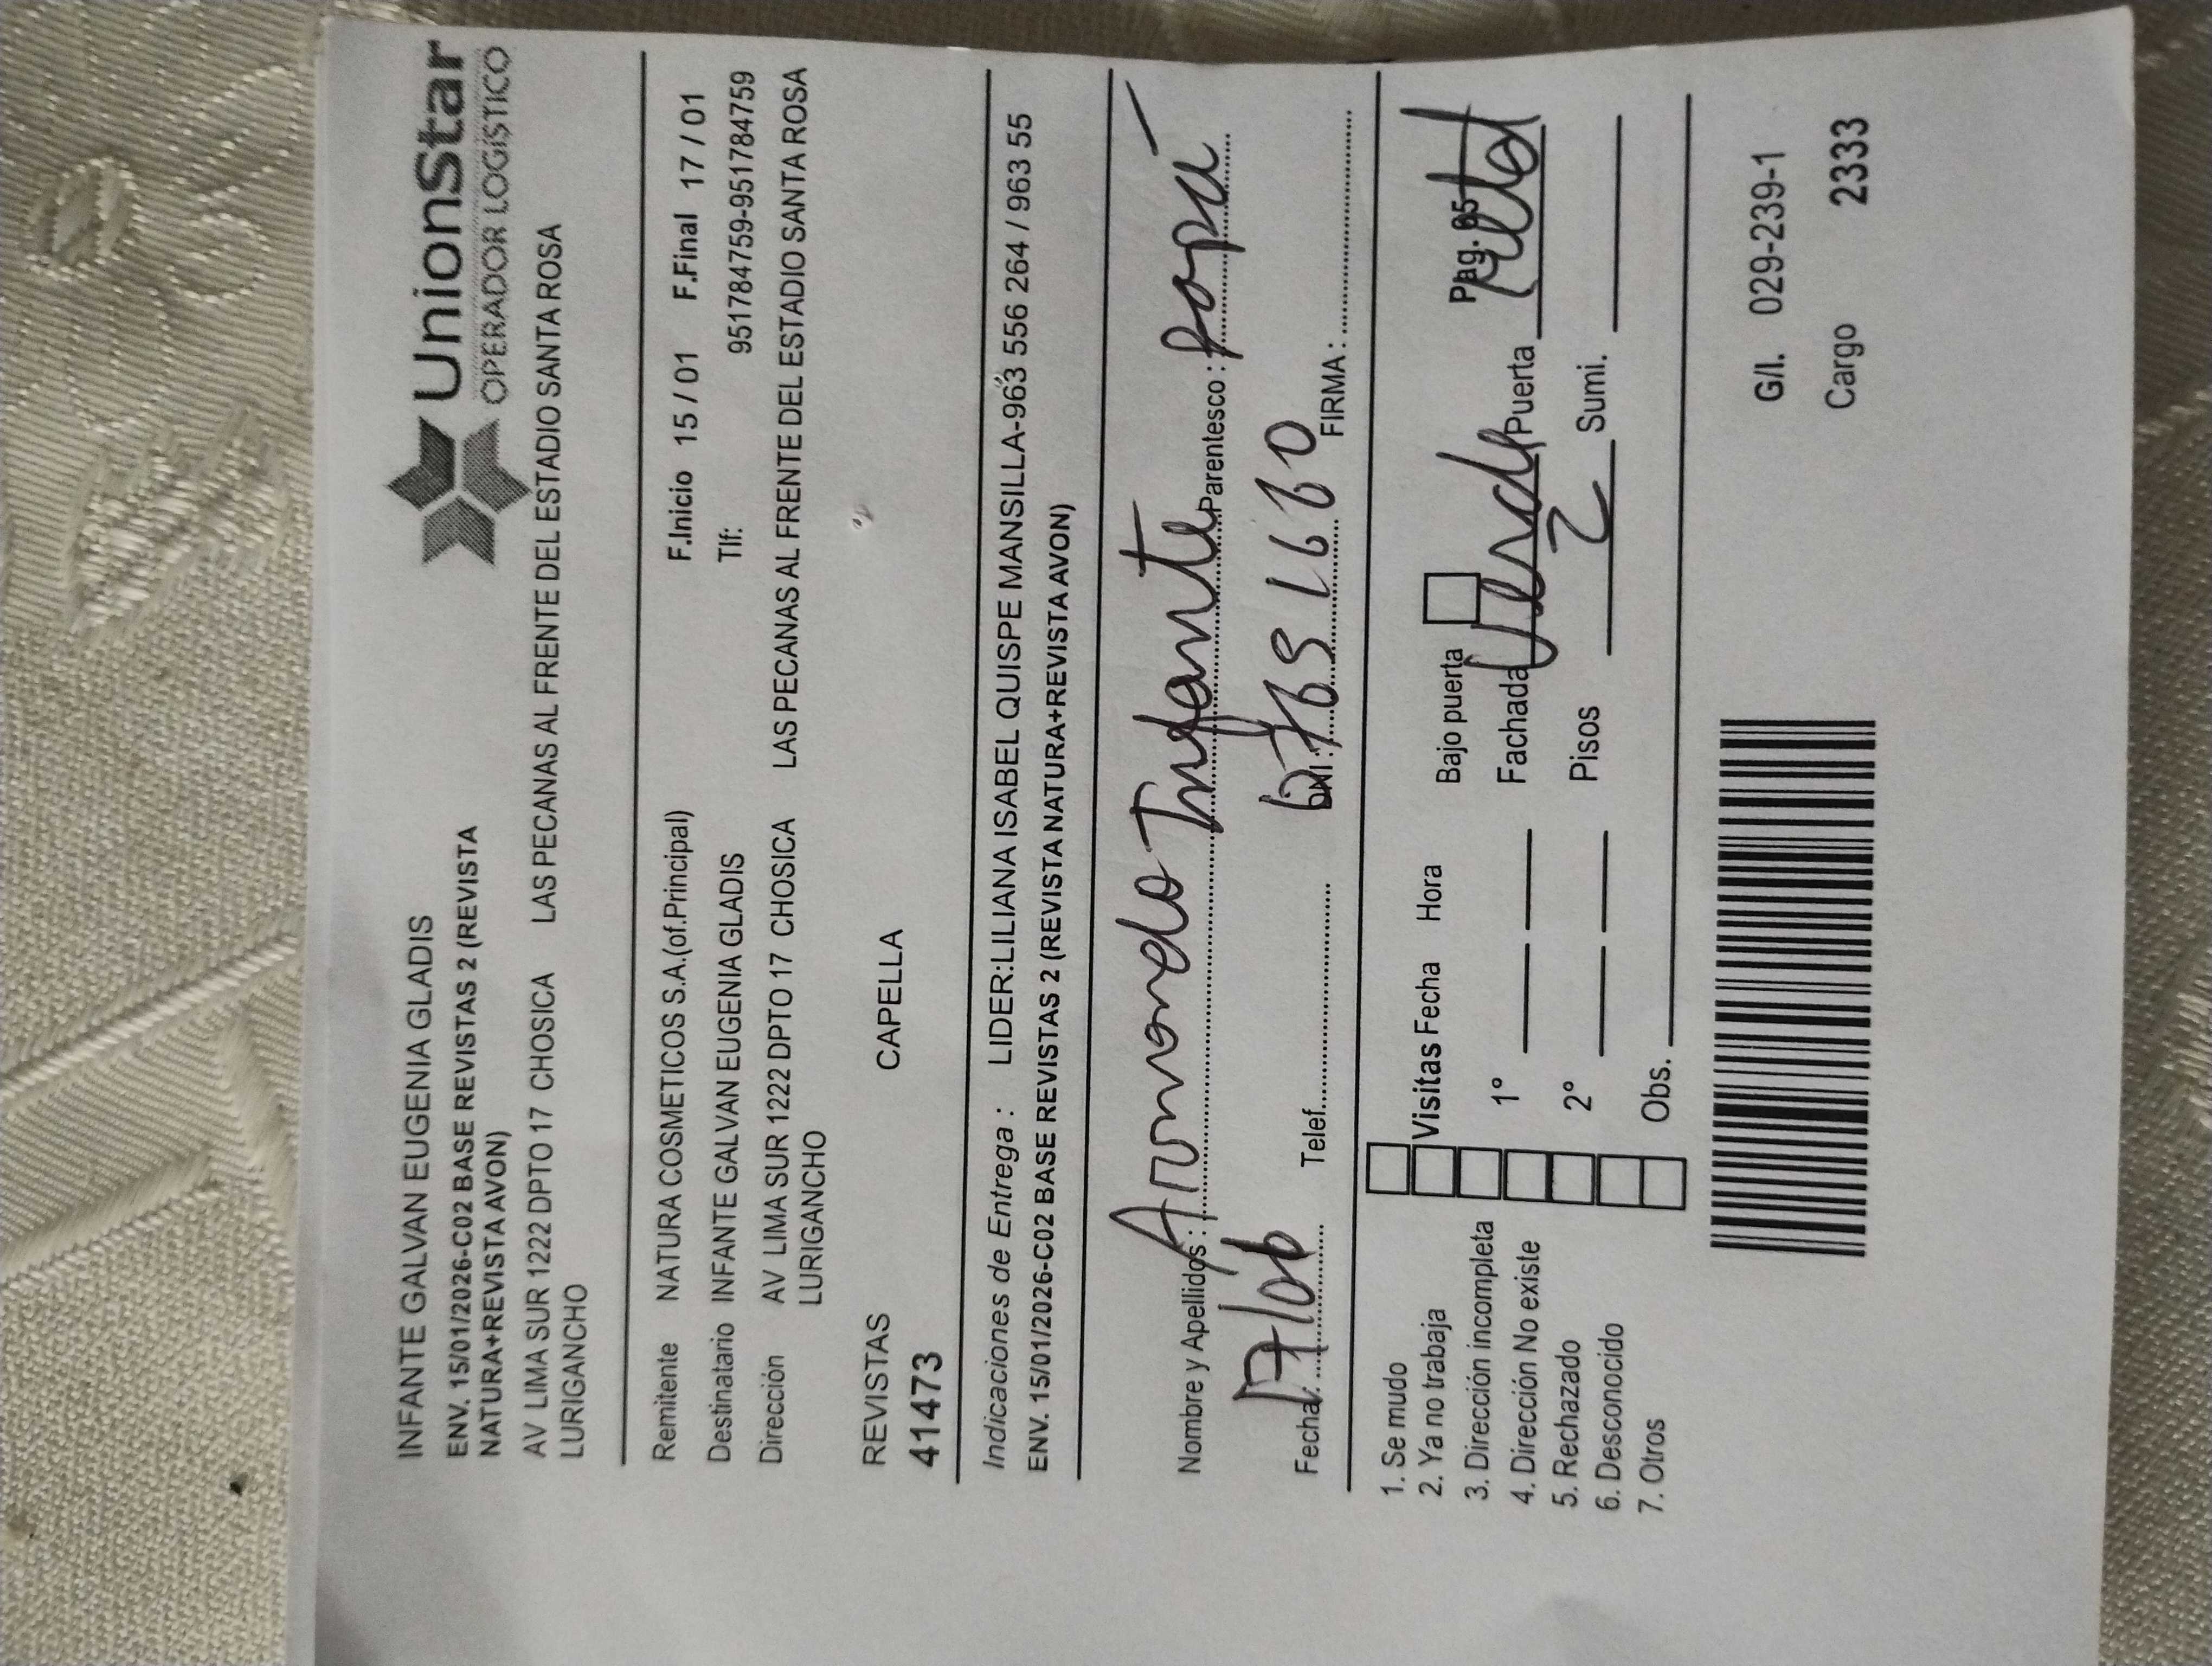 UnionStar
OPERADOR LOGÍSTICO
INFANTE GALVAN EUGENIA GLADIS
ENV. 15/01/2026-C02 BASE REVISTAS 2 (REVISTA
NATURA+REVISTA AVON)
AV LIMA SUR 1222 DPTO 17 CHOSICA LAS PECANAS AL FRENTE DEL ESTADIO SANTA ROSA
LURIGANCHO
Remitente NATURA COSMETICOS S.A.(of.Principal) F.Inicio 15 / 01 F.Final 17 / 01
Destinatario INFANTE GALVAN EUGENIA GLADIS Tlf: 951784759-951784759
Dirección AV LIMA SUR 1222 DPTO 17 CHOSICA LAS PECANAS AL FRENTE DEL ESTADIO SANTA ROSA
LURIGANCHO
REVISTAS CAPELLA
41473
Indicaciones de Entrega : LIDER:LILIANA ISABEL QUISPE MANSILLA-963 556 264 / 963 55
ENV. 15/01/2026-C02 BASE REVISTAS 2 (REVISTA NATURA+REVISTA AVON)
Nombre y Apellidos : Armando Infante Parentesco : papá
Fecha: Telef. DNI : FIRMA :
1. Se mudo
2. Ya no trabaja
3. Dirección incompleta
4. Dirección No existe
5. Rechazado
6. Desconocido
7. Otros
Visitas Fecha Hora Bajo puerta Pag. 95
1° Fachada Puerta
2° Pisos 2 Sumi.
Obs.
G/I. 029-239-1
Cargo 2333